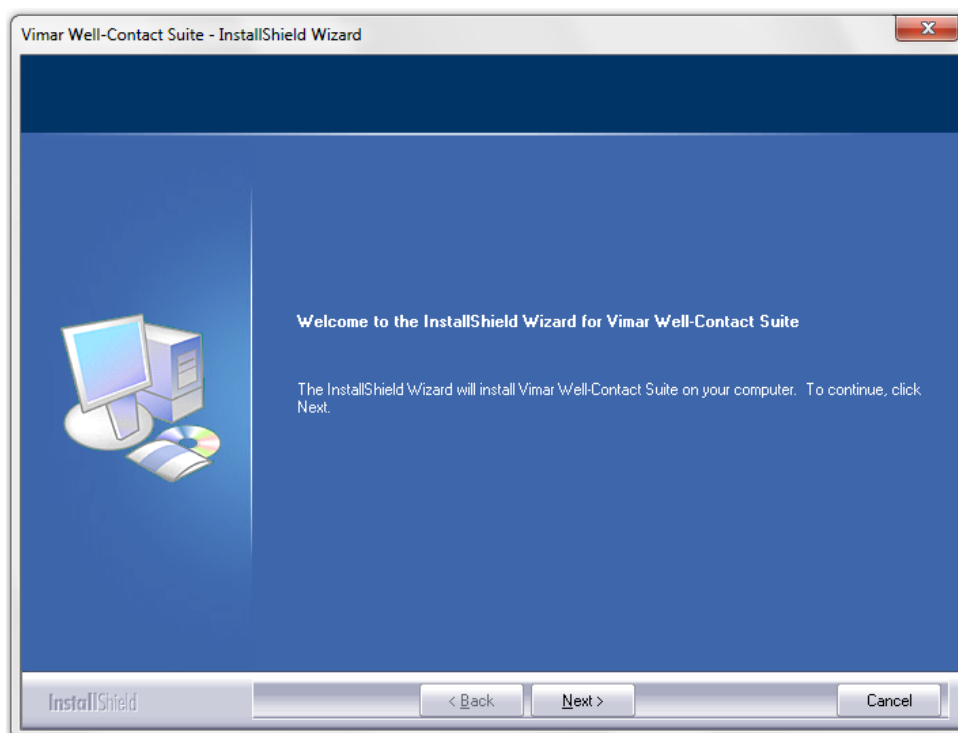 Vimar Well-Contact Suite - InstallShield Wizard
Welcome to the InstallShield Wizard for Vimar Well-Contact Suite
The InstallShield Wizard will install Vimar Well-Contact Suite on your computer. To continue, click
Next.
InstallShield
< Back
Next >
Cancel